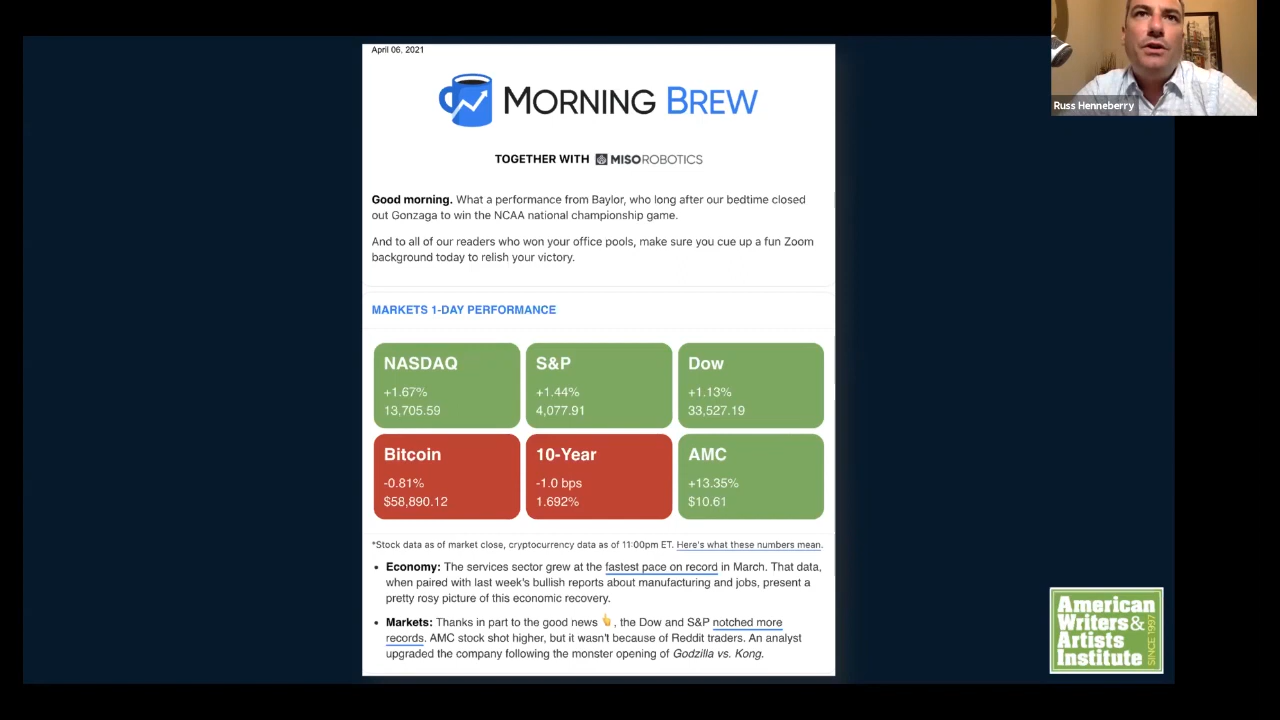 April 06, 2021
MORNING BREW
TOGETHER WITH MISOROBOTICS
Good morning. What a performance from Baylor, who long after our bedtime closed
out Gonzaga to win the NCAA national championship game.
And to all of our readers who won your office pools, make sure you cue up a fun Zoom
background today to relish your victory.
MARKETS 1-DAY PERFORMANCE
NASDAQ
+1.67%
13,705.59
S&P
+1.44%
4,077.91
Dow
+1.13%
33,527.19
Bitcoin
-0.81%
$58,890.12
10-Year
-1.0 bps
1.692%
AMC
+13.35%
$10.61
*Stock data as of market close, cryptocurrency data as of 11:00pm ET. Here's what these numbers mean.
• Economy: The services sector grew at the fastest pace on record in March. That data,
when paired with last week's bullish reports about manufacturing and jobs, present a
pretty rosy picture of this economic recovery.
• Markets: Thanks in part to the good news 👆, the Dow and S&P notched more
records. AMC stock shot higher, but it wasn't because of Reddit traders. An analyst
upgraded the company following the monster opening of Godzilla vs. Kong.
Russ Henneberry
American
Writers&
Artists
Institute
SINCE 1997